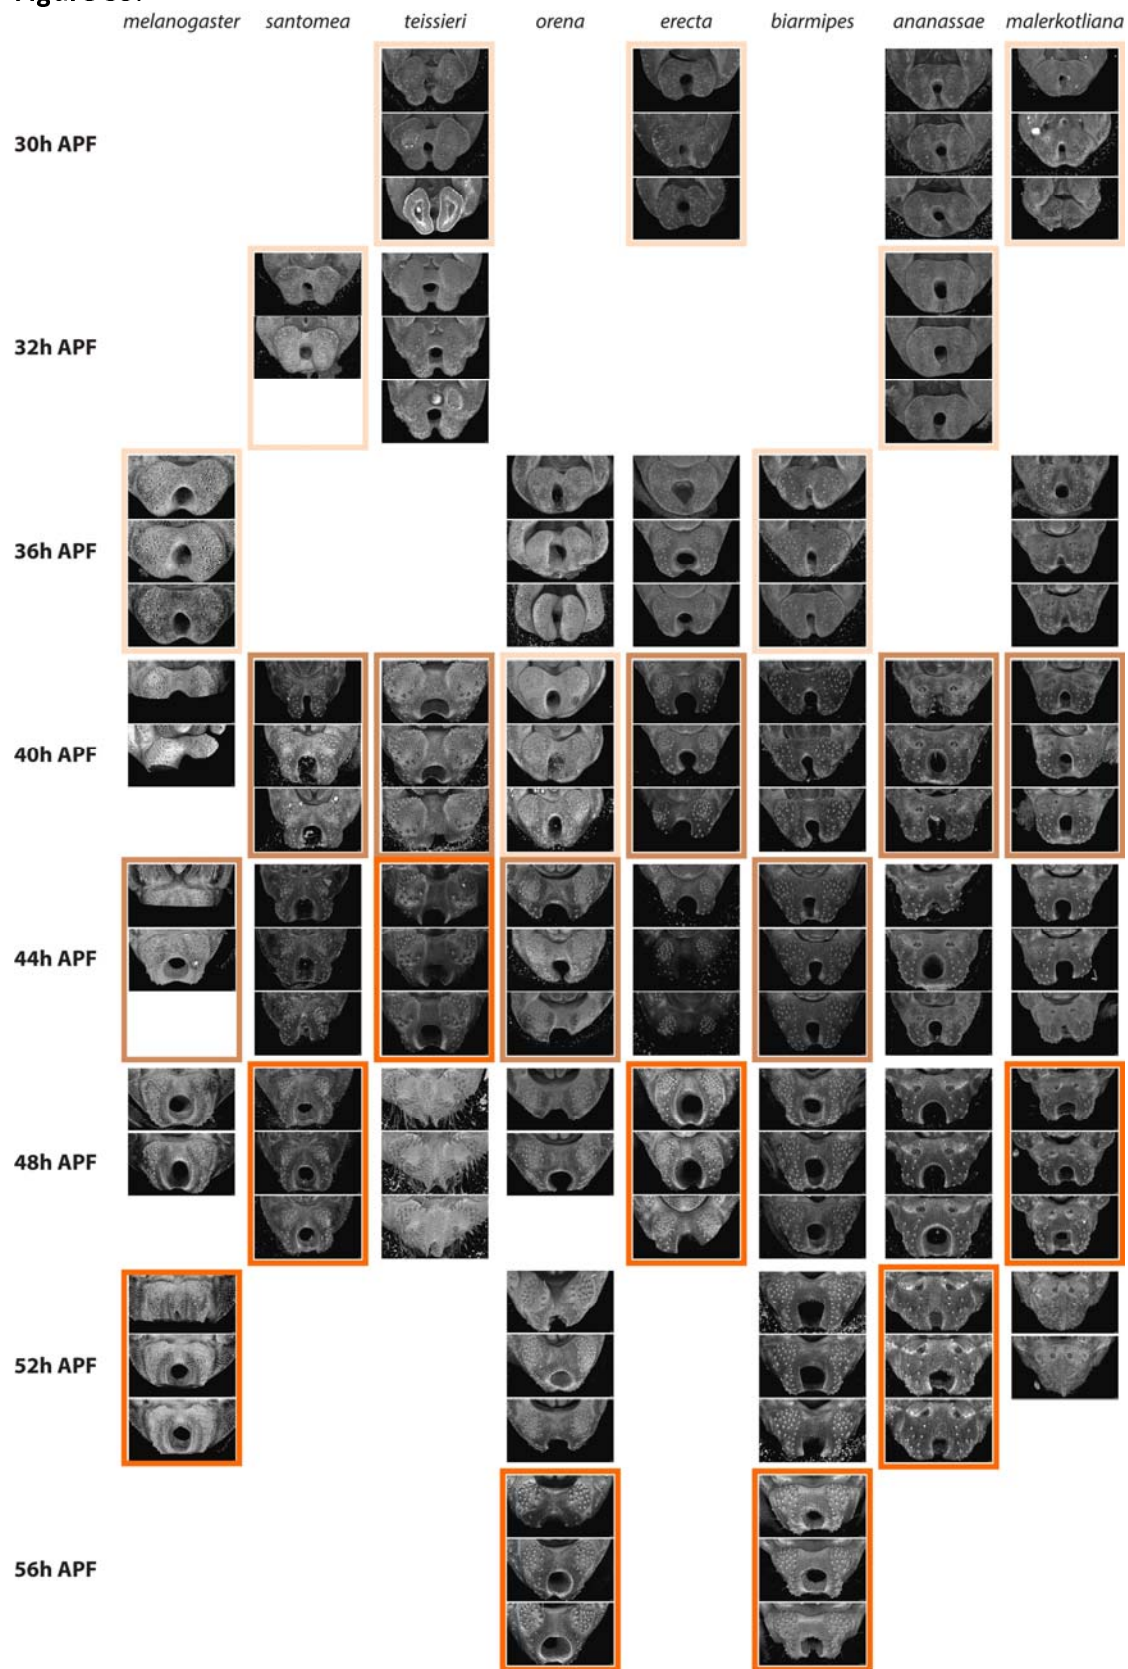 melanogaster santomea teissieri orena erecta biarmipes ananassae malerkotliana
30h APF
32h APF
36h APF
40h APF
44h APF
48h APF
52h APF
56h APF